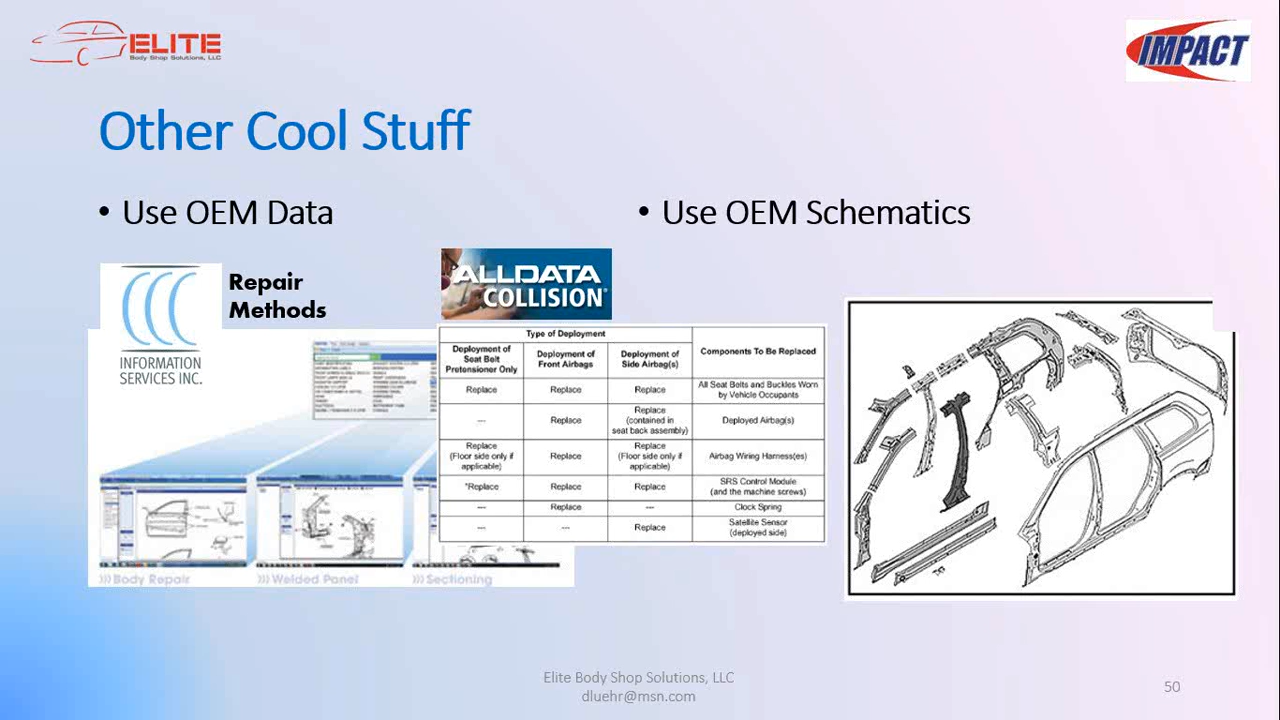 ELITE
Body Shop Solutions, LLC
IMPACT
Other Cool Stuff
• Use OEM Data
• Use OEM Schematics
Repair
Methods
INFORMATION
SERVICES INC.
ALLDATA
COLLISION
Type of Deployment
Components To Be Replaced
Deployment of
Seat Belt
Pretensioner Only
Deployment of
Front Airbags
Deployment of
Side Airbag(s)
Replace
Replace
Replace
All Seat Belts and Buckles Worn
by Vehicle Occupants
---
Replace
Replace
(contained in
seat back assembly)
Deployed Airbag(s)
Replace
(Floor side only if
applicable)
Replace
Replace
(Floor side only if
applicable)
Airbag Wiring Harness(es)
*Replace
Replace
Replace
SRS Control Module
(and the machine screws)
---
Replace
---
Clock Spring
---
---
Replace
Satellite Sensor
(deployed side)
Body Repair
Welded Panel
Sectioning
Elite Body Shop Solutions, LLC
dluehr@msn.com
50